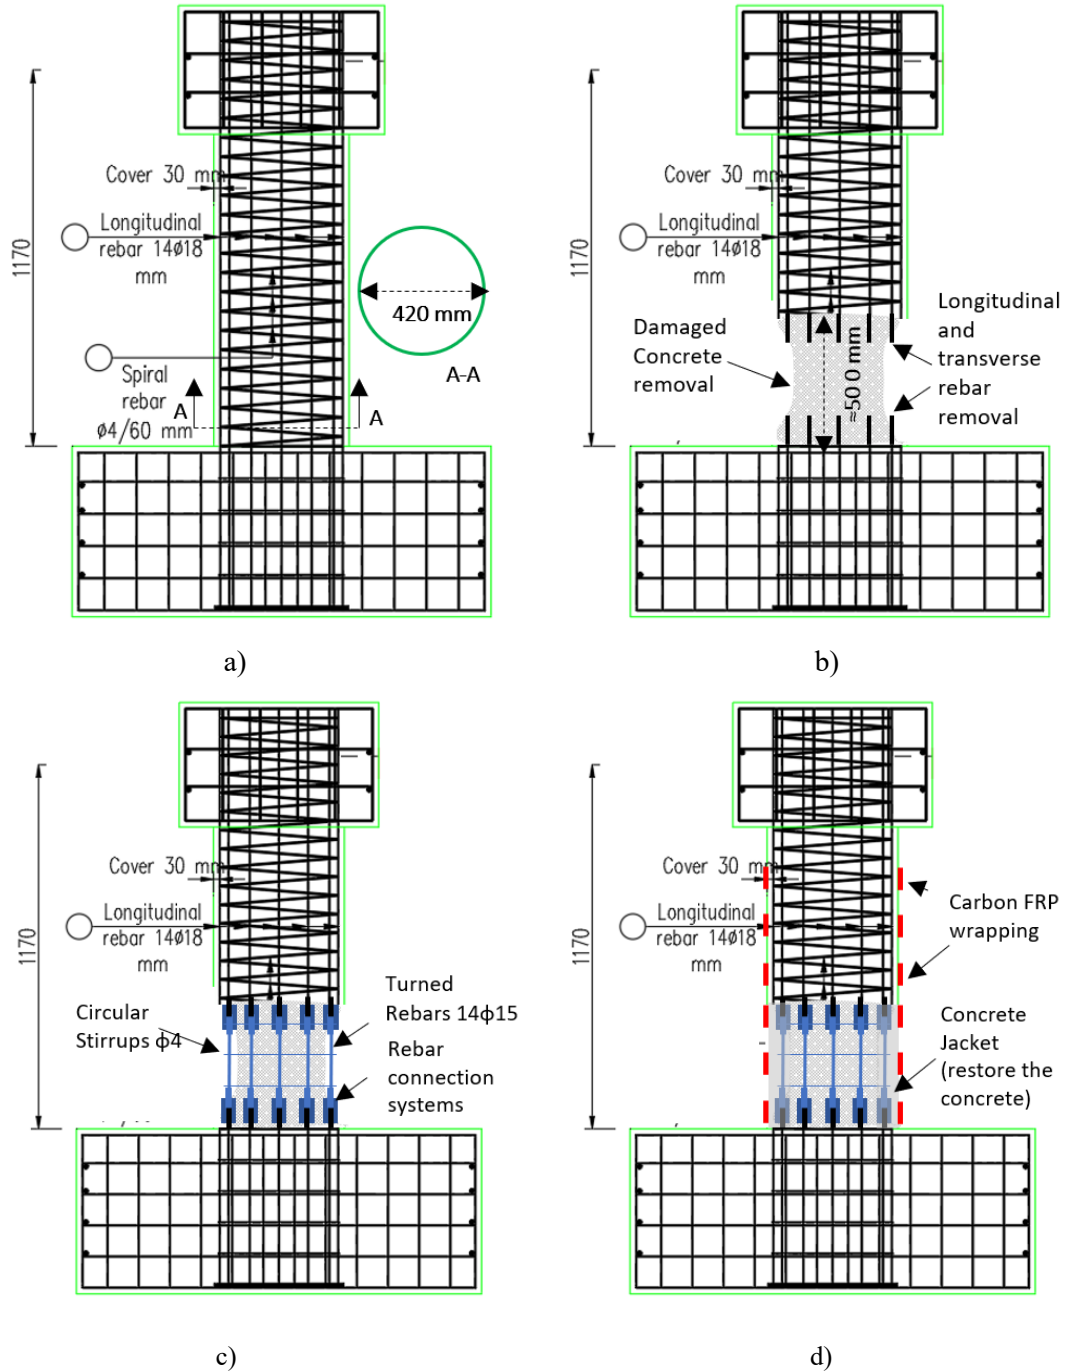 Cover 30 mm
Longitudinal
rebar 14ø18
mm
1170
420 mm
A-A
Spiral
rebar
ø4/60 mm
A
A
a)
Cover 30 mm
Longitudinal
rebar 14ø18
mm
1170
Damaged
Concrete
removal
≈50 0 mm
Longitudinal
and
transverse
rebar
removal
b)
Cover 30 mm
Longitudinal
rebar 14ø18
mm
1170
Circular
Stirrups ϕ4
Turned
Rebars 14ϕ15
Rebar
connection
systems
c)
Cover 30 mm
Longitudinal
rebar 14ø18
mm
1170
Carbon FRP
wrapping
Concrete
Jacket
(restore the
concrete)
d)